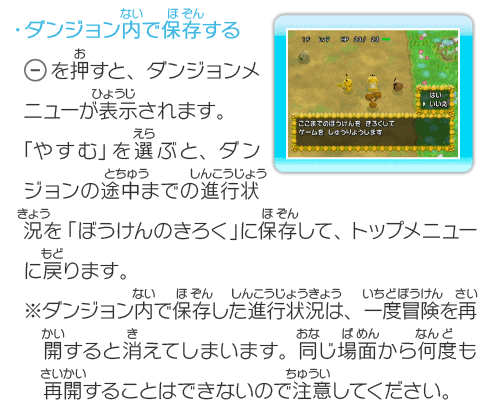 ・ダンジョン内で保存する
⊖を押すと、ダンジョンメ
ニューが表示されます。
「やすむ」を選ぶと、ダン
ジョンの途中までの進行状
況を「ぼうけんのきろく」に保存して、トップメニュー
に戻ります。
※ダンジョン内で保存した進行状況は、一度冒険を再
開すると消えてしまいます。同じ場面から何度も
再開することはできないので注意してください。
はい
いいえ
ここまでのぼうけんを きろくして
ゲームを しゅうりょうします